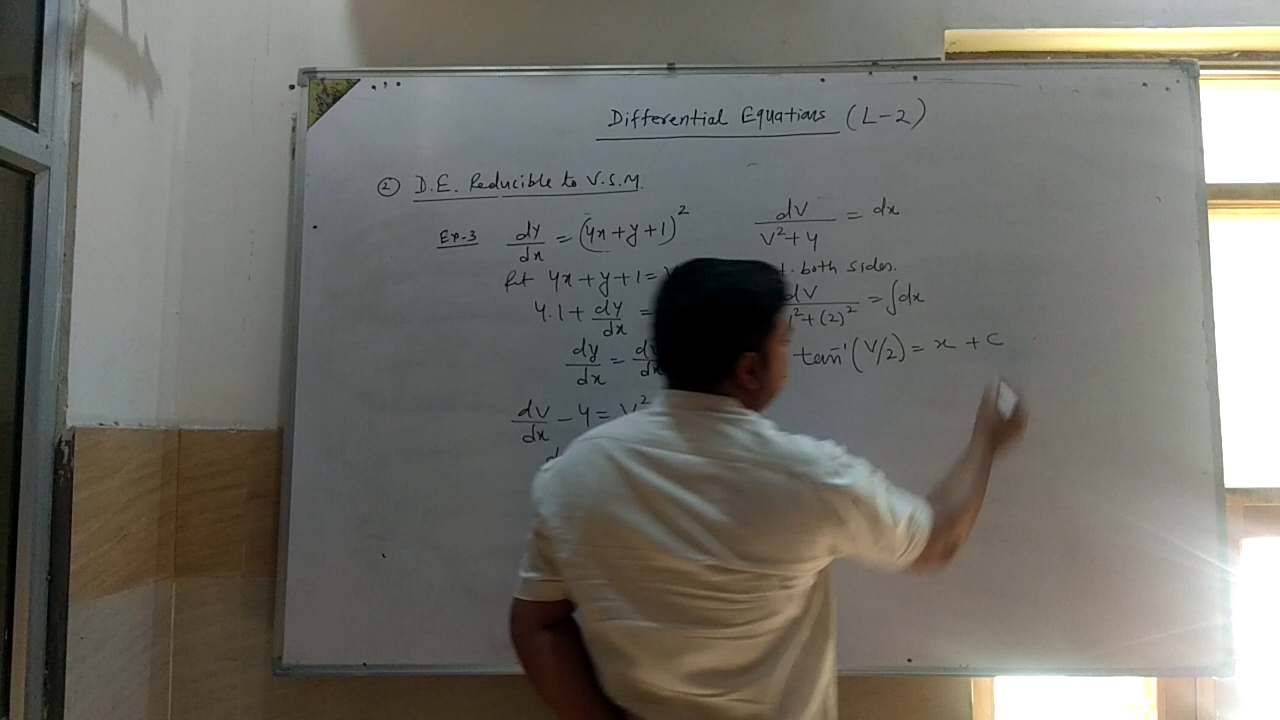 Differential Equations (L-2)
② D.E. Reducible to V.S.M.
Ex-3 dy/dx = (4x+y+1)²
Put 4x+y+1 =
4.1 + dy/dx =
dy/dx =
dv/dx - 4 = V²
dV/V²+4 = dx
both sides.
dV/ ²+(2)² = ∫dx
tan⁻¹(V/2) = x + C